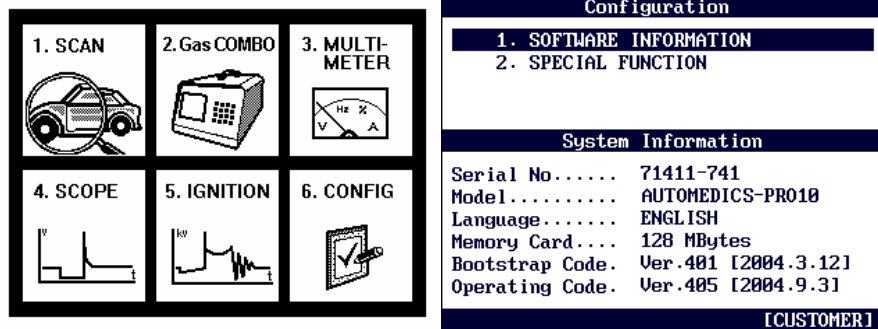 1. SCAN
2. Gas COMBO
3. MULTI-
METER
Hz %
V A
4. SCOPE
5. IGNITION
6. CONFIG
V
t
kv
t
Configuration
1. SOFTWARE INFORMATION
2. SPECIAL FUNCTION
System Information
Serial No...... 71411-741
Model.......... AUTOMEDICS-PRO10
Language....... ENGLISH
Memory Card.... 128 MBytes
Bootstrap Code. Ver.401 [2004.3.12]
Operating Code. Ver.405 [2004.9.3]
[CUSTOMER]